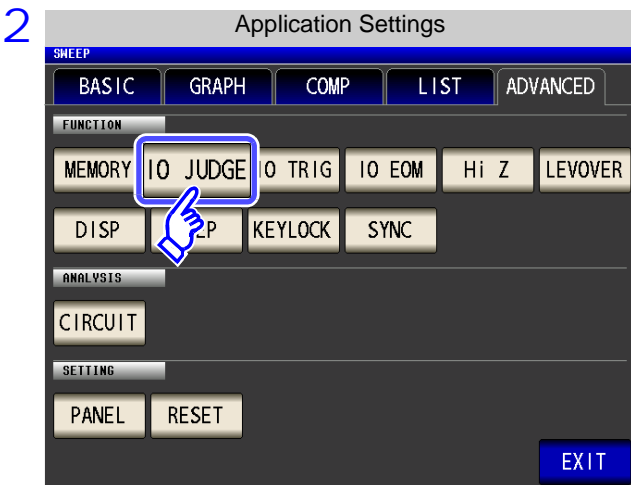 2
Application Settings
SWEEP
BASIC GRAPH COMP LIST ADVANCED
FUNCTION
MEMORY IO JUDGE IO TRIG IO EOM Hi Z LEVOVER
DISP KEYLOCK SYNC
ANALYSIS
CIRCUIT
SETTING
PANEL RESET
EXIT